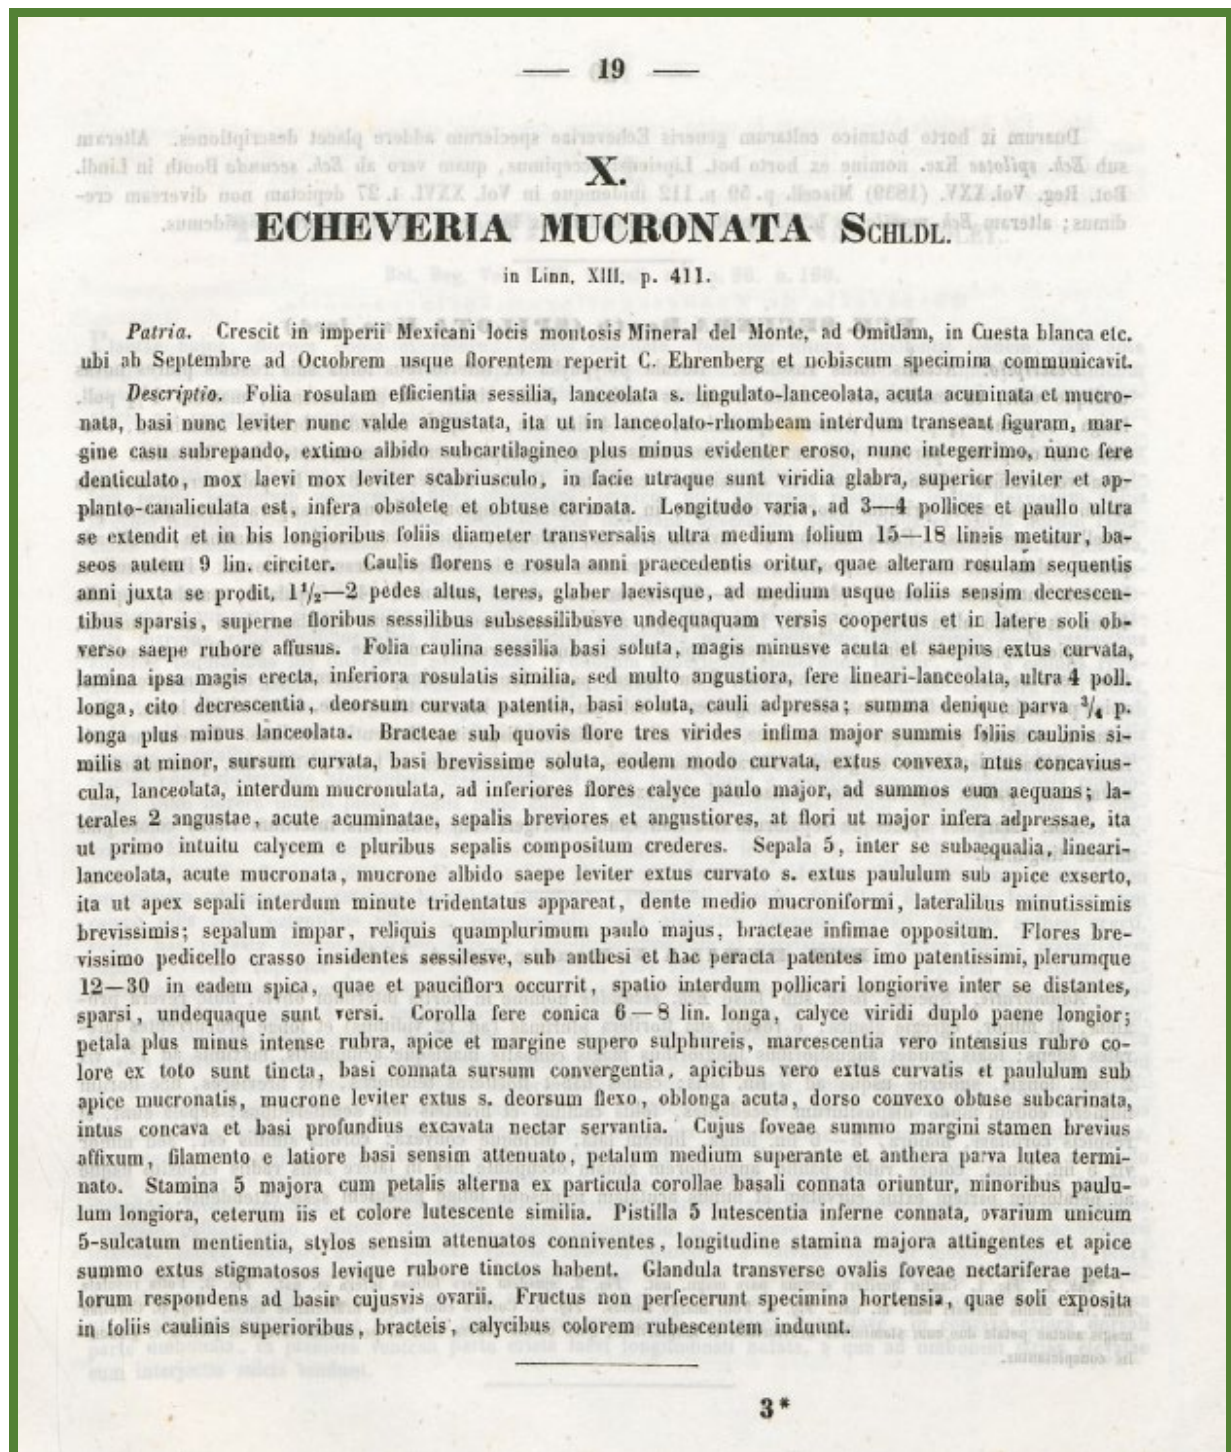 — 19 —
X.
ECHEVERIA MUCRONATA SCHLDL.
in Linn. XIII. p. 411.
Patria. Crescit in imperii Mexicani locis montosis Mineral del Monte, ad Omitlam, in Cuesta blanca etc.
ubi ab Septembre ad Octobrem usque florentem reperit C. Ehrenberg et nobiscum specimina communicavit.
Descriptio. Folia rosulam efficientia sessilia, lanceolata s. lingulato-lanceolata, acuta acuminata et mucro-
nata, basi nunc leviter nunc valde angustata, ita ut in lanceolato-rhombeam interdum transeant figuram, mar-
gine casu subrepando, extimo albido subcartilagineo plus minus evidenter eroso, nunc integerrimo, nunc fere
denticulato, mox laevi mox leviter scabriusculo, in facie utraque sunt viridia glabra, superior leviter et ap-
planto-canaliculata est, infera obsolete et obtuse carinata. Longitudo varia, ad 3—4 pollices et paullo ultra
se extendit et in his longioribus foliis diameter transversalis ultra medium folium 15—18 lineis metitur, ba-
seos autem 9 lin. circiter. Caulis florens e rosula anni praecedentis oritur, quae alteram rosulam sequentis
anni juxta se prodit, 1½—2 pedes altus, teres, glaber laevisque, ad medium usque foliis sensim decrescen-
tibus sparsis, superne floribus sessilibus subsessilibusve undequaquam versis coopertus et in latere soli ob-
verso saepe rubore affusus. Folia caulina sessilia basi soluta, magis minusve acuta et saepius extus curvata,
lamina ipsa magis erecta, inferiora rosulatis similia, sed multo angustiora, fere lineari-lanceolata, ultra 4 poll.
longa, cito decrescentia, deorsum curvata patentia, basi soluta, cauli adpressa; summa denique parva ¾ p.
longa plus minus lanceolata. Bracteae sub quovis flore tres virides infima major summis foliis caulinis si-
milis at minor, sursum curvata, basi brevissime soluta, eodem modo curvata, extus convexa, intus concavius-
cula, lanceolata, interdum mucronulata, ad inferiores flores calyce paulo major, ad summos eum aequans; la-
terales 2 angustae, acute acuminatae, sepalis breviores et angustiores, at flori ut major infera adpressae, ita
ut primo intuitu calycem e pluribus sepalis compositum crederes. Sepala 5, inter se subaequalia, lineari-
lanceolata, acute mucronata, mucrone albido saepe leviter extus curvato s. extus paululum sub apice exserto,
ita ut apex sepali interdum minute tridentatus appareat, dente medio mucroniformi, lateralibus minutissimis
brevissimis; sepalum impar, reliquis quamplurimum paulo majus, bracteae infimae oppositum. Flores bre-
vissimo pedicello crasso insidentes sessilesve, sub anthesi et hac peracta patentes imo patentissimi, plerumque
12—30 in eadem spica, quae et pauciflora occurrit, spatio interdum pollicari longiorive inter se distantes,
sparsi, undequaque sunt versi. Corolla fere conica 6—8 lin. longa, calyce viridi duplo paene longior;
petala plus minus intense rubra, apice et margine supero sulphureis, marcescentia vero intensius rubro co-
lore ex toto sunt tincta, basi connata sursum convergentia, apicibus vero extus curvatis et paululum sub
apice mucronatis, mucrone leviter extus s. deorsum flexo, oblonga acuta, dorso convexo obtuse subcarinata,
intus concava et basi profundius excavata nectar servantia. Cujus foveae summo margini stamen brevius
affixum, filamento e latiore basi sensim attenuato, petalum medium superante et anthera parva lutea termi-
nato. Stamina 5 majora cum petalis alterna ex particula corollae basali connata oriuntur, minoribus paulu-
lum longiora, ceterum iis et colore lutescente similia. Pistilla 5 lutescentia inferne connata, ovarium unicum
5-sulcatum mentientia, stylos sensim attenuatos conniventes, longitudine stamina majora attingentes et apice
summo extus stigmatosos levique rubore tinctos habent. Glandula transverse ovalis foveae nectariferae peta-
lorum respondens ad basin cujusvis ovarii. Fructus non perfecerunt specimina hortensia, quae soli exposita
in foliis caulinis superioribus, bracteis, calycibus colorem rubescentem induunt.
3*